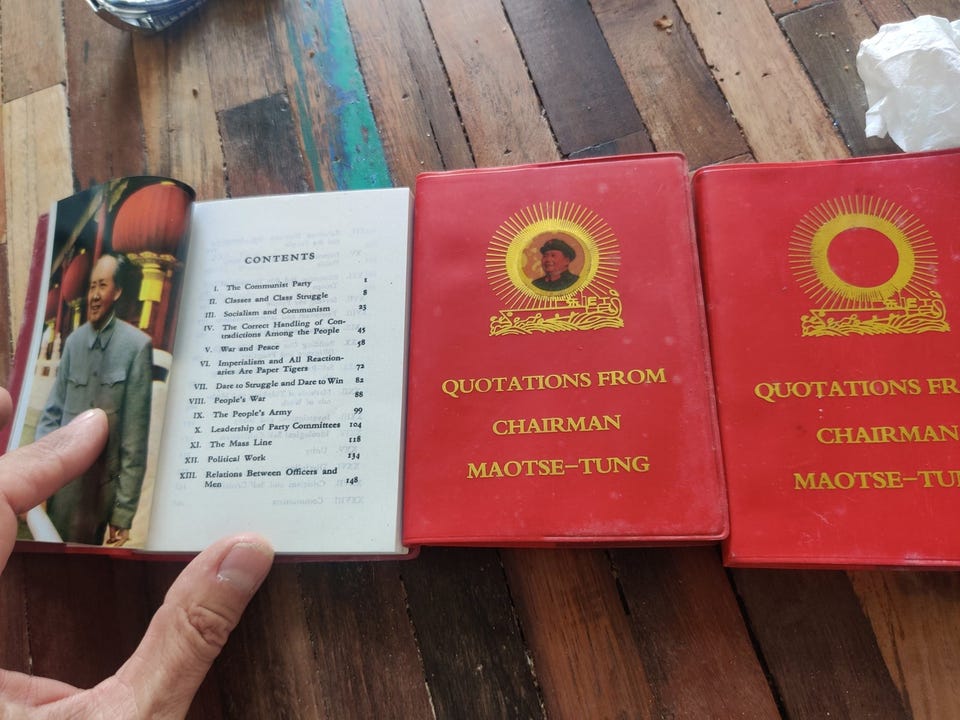 CONTENTS
I. The Communist Party 1
II. Classes and Class Struggle 8
III. Socialism and Communism 23
IV. The Correct Handling of Con-
tradictions Among the People 45
V. War and Peace 58
VI. Imperialism and All Reaction-
aries Are Paper Tigers 72
VII. Dare to Struggle and Dare to Win 82
VIII. People's War 88
IX. The People's Army 99
X. Leadership of Party Committees 104
XI. The Mass Line 118
XII. Political Work 134
XIII. Relations Between Officers and
Men 148
QUOTATIONS FROM
CHAIRMAN
MAOTSE-TUNG
QUOTATIONS FR
CHAIRMAN
MAOTSE-TU